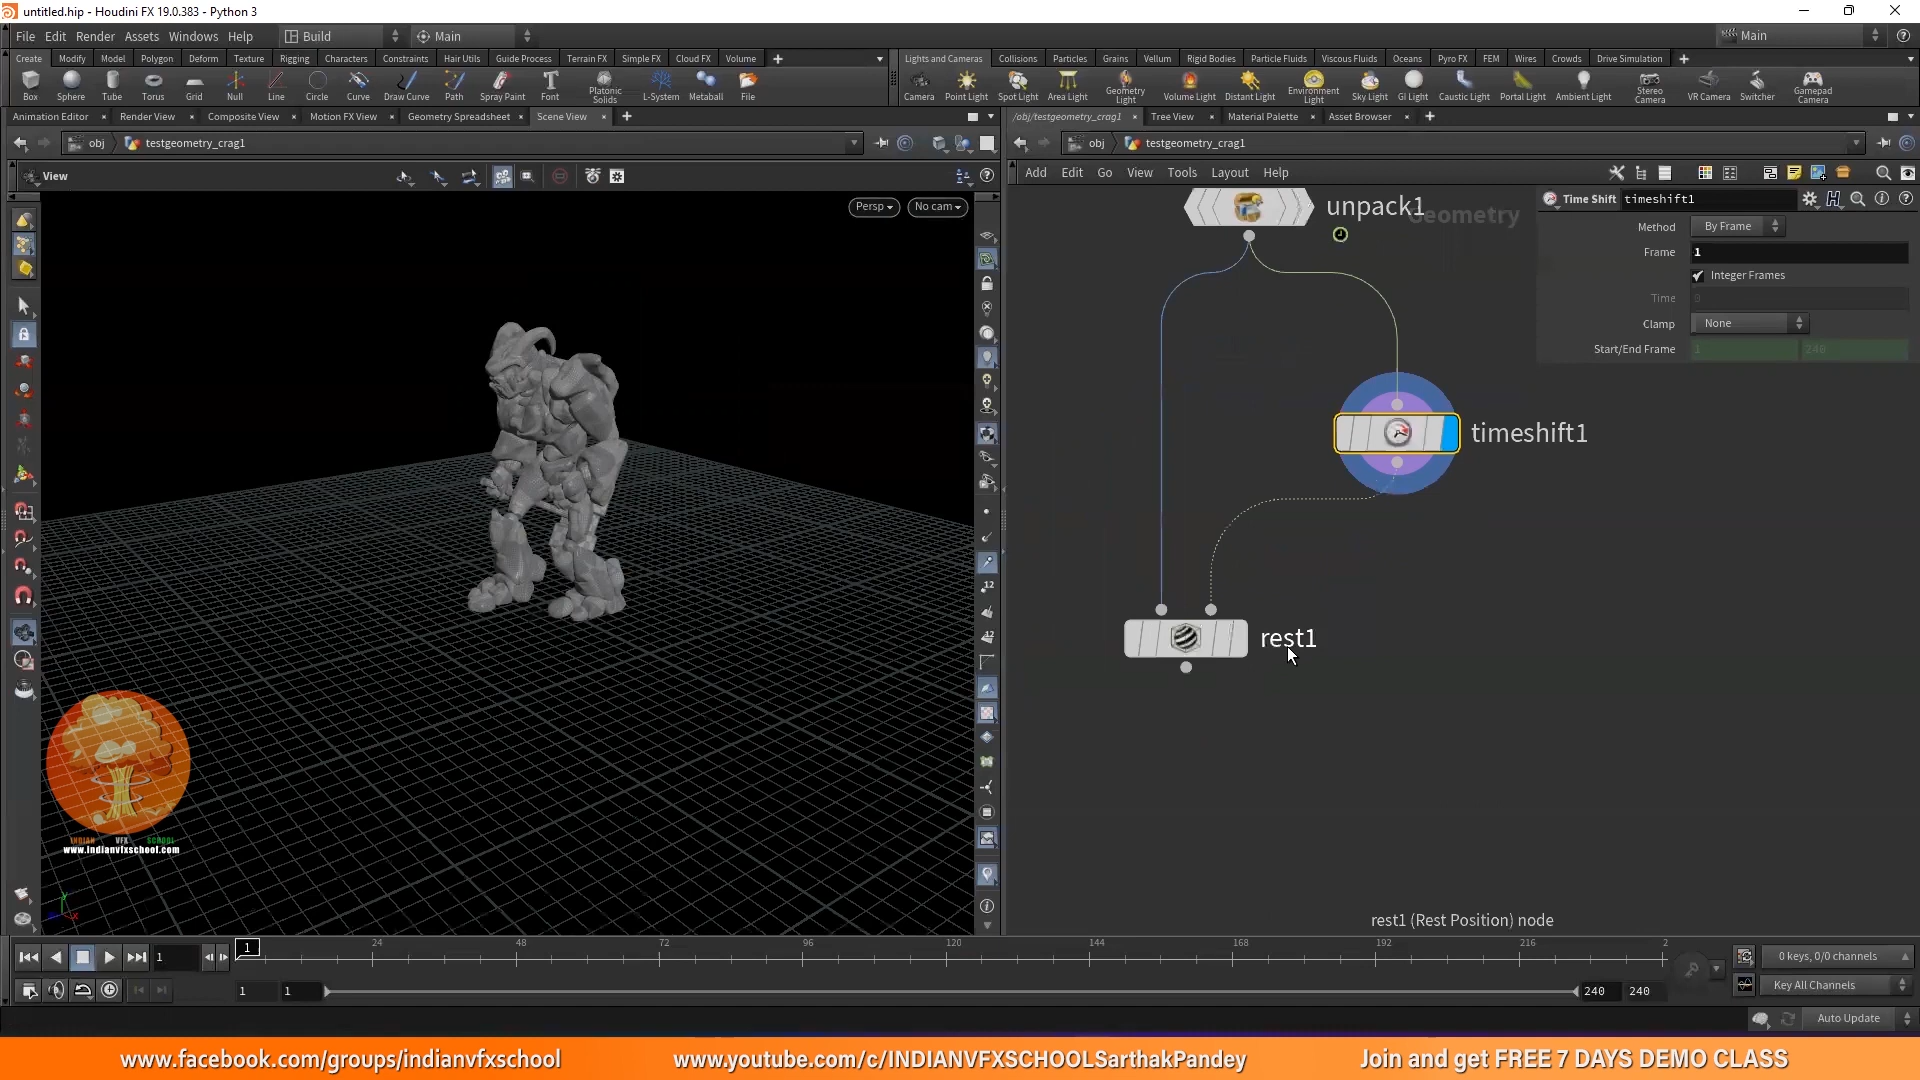 untitled.hip - Houdini FX 19.0.383 - Python 3
File Edit Render Assets Windows Help Build Main Main
Create Modify Model Polygon Deform Texture Rigging Characters Constraints Hair Utils Guide Process Terrain FX Simple FX Cloud FX Volume
Lights and Cameras Collisions Particles Grains Vellum Rigid Bodies Particle Fluids Viscous Fluids Oceans Pyro FX FEM Wires Crowds Drive Simulation
Box Sphere Tube Torus Grid Null Line Circle Curve Draw Curve Path Spray Paint Font Platonic Solids L-System Metaball File
Camera Point Light Spot Light Area Light Geometry Light Volume Light Distant Light Environment Light Sky Light GI Light Caustic Light Portal Light Ambient Light Stereo Camera VR Camera Switcher Gamepad Camera
Animation Editor Render View Composite View Motion FX View Geometry Spreadsheet Scene View
/obj/testgeometry_crag1 Tree View Material Palette Asset Browser
obj testgeometry_crag1
obj testgeometry_crag1
View
Add Edit Go View Tools Layout Help
Persp No cam
unpack1
Geometry
Time Shift timeshift1
Method By Frame
Frame 1
Integer Frames
Time 0
Clamp None
Start/End Frame 1 240
timeshift1
rest1
12
12
INDIAN VFX SCHOOL
www.indianvfxschool.com
y
x
rest1 (Rest Position) node
1
1 24 48 72 96 120 144 168 192 216 2
0 keys, 0/0 channels
1 1 240 240
Key All Channels
Auto Update
www.facebook.com/groups/indianvfxschool
www.youtube.com/c/INDIANVFXSCHOOLSarthakPandey
Join and get FREE 7 DAYS DEMO CLASS